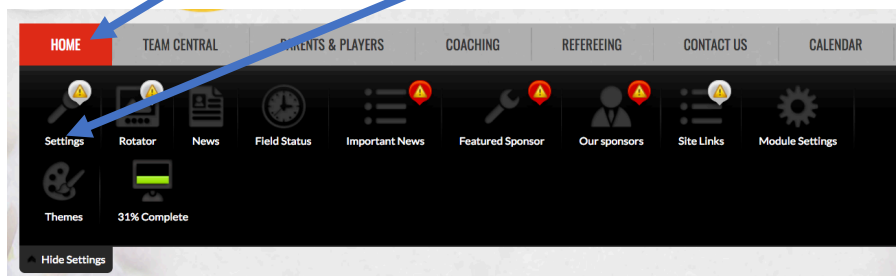 HOME TEAM CENTRAL PARENTS & PLAYERS COACHING REFEREEING CONTACT US CALENDAR
Settings Rotator News Field Status Important News Featured Sponsor Our sponsors Site Links Module Settings
Themes 31% Complete
Hide Settings